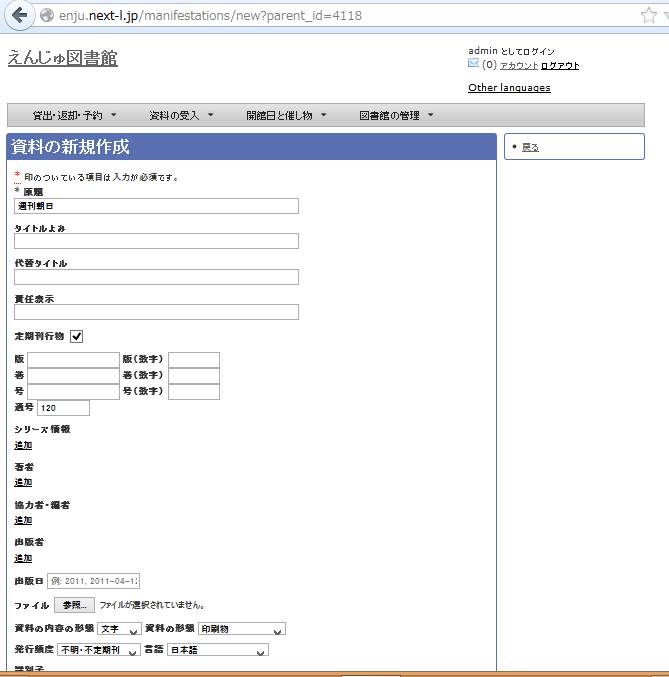 enju.next-l.jp/manifestations/new?parent_id=4118
えんじゅ図書館
admin としてログイン
(0) アカウント ログアウト
Other languages
貸出・返却・予約 ▼ 資料の受入 ▼ 開館日と催し物 ▼ 図書館の管理 ▼
資料の新規作成
• 戻る
* 印のついている項目は入力が必須です。
* 原題
週刊朝日
タイトルよみ
代替タイトル
責任表示
定期刊行物
版 版(数字)
巻 巻(数字)
号 号(数字)
通号 120
シリーズ情報
追加
著者
追加
協力者・編者
追加
出版者
追加
出版日 例: 2011, 2011-04-12
ファイル 参照... ファイルが選択されていません。
資料の内容の形態 文字 資料の形態 印刷物
発行頻度 不明・不定期刊 言語 日本語
識別子